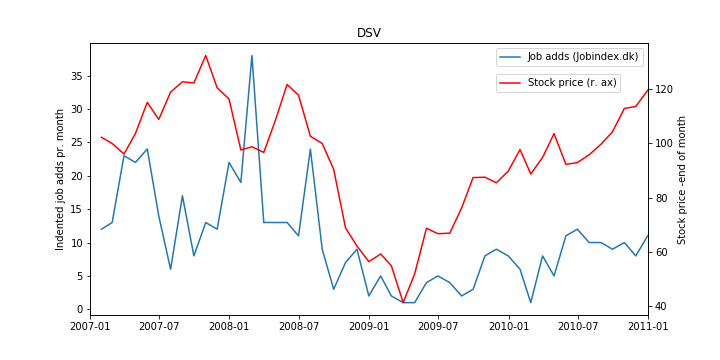 DSV
Job adds (Jobindex.dk)
Stock price (r. ax)
Indented job adds pr. month
35
30
25
20
15
10
5
0
120
100
80
60
40
Stock price -end of month
2007-01 2007-07 2008-01 2008-07 2009-01 2009-07 2010-01 2010-07 2011-01